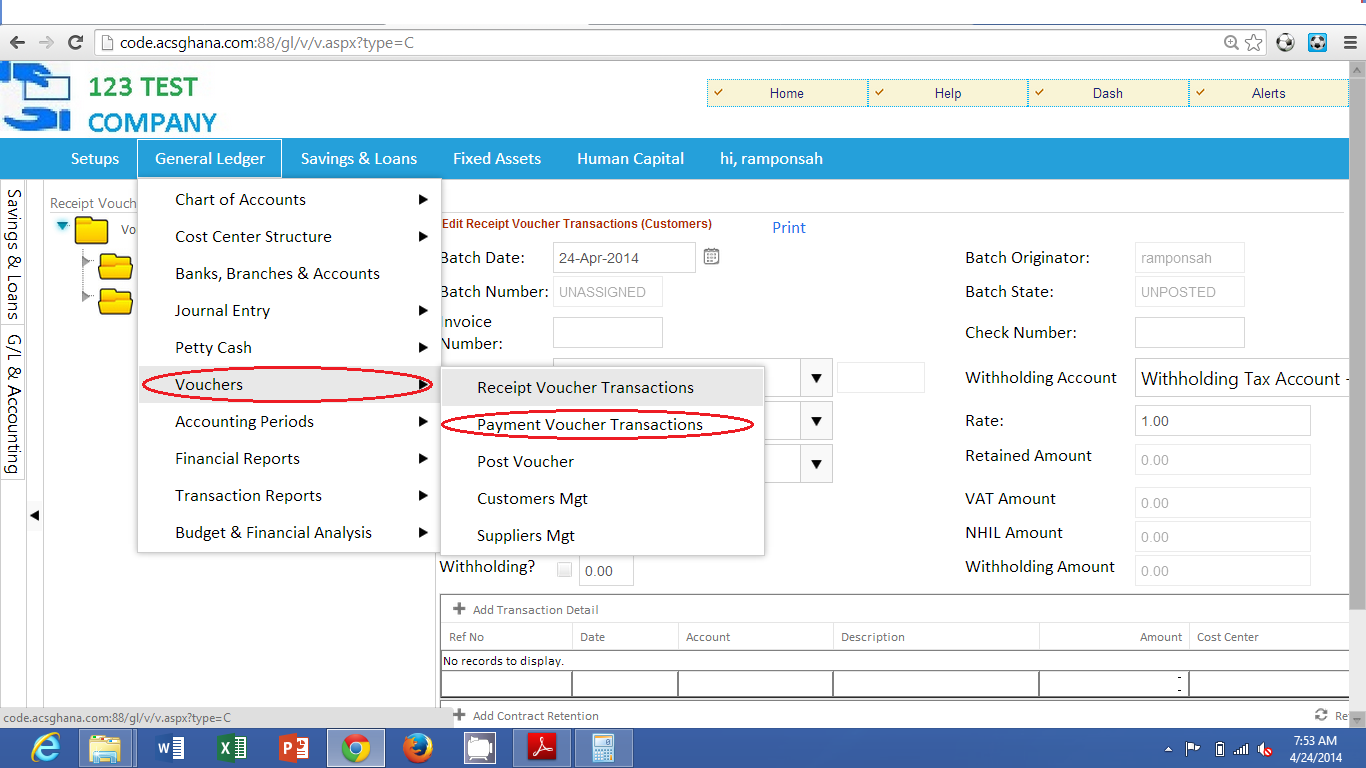 code.acsghana.com:88/gl/v/v.aspx?type=C
123 TEST
COMPANY
Home
Help
Dash
Alerts
Setups
General Ledger
Savings & Loans
Fixed Assets
Human Capital
hi, ramponsah
Savings & Loans
G/L & Accounting
Receipt Vouch
Vo
Chart of Accounts
Cost Center Structure
Banks, Branches & Accounts
Journal Entry
Petty Cash
Vouchers
Accounting Periods
Financial Reports
Transaction Reports
Budget & Financial Analysis
Receipt Voucher Transactions
Payment Voucher Transactions
Post Voucher
Customers Mgt
Suppliers Mgt
Edit Receipt Voucher Transactions (Customers)
Print
Batch Date:
24-Apr-2014
Batch Number:
UNASSIGNED
Invoice
Number:
Withholding?
0.00
Batch Originator:
ramponsah
Batch State:
UNPOSTED
Check Number:
Withholding Account
Withholding Tax Account -
Rate:
1.00
Retained Amount
0.00
VAT Amount
0.00
NHIL Amount
0.00
Withholding Amount
0.00
Add Transaction Detail
Ref No
Date
Account
Description
Amount
Cost Center
No records to display.
-
-
Add Contract Retention
Re
code.acsghana.com:88/gl/v/v.aspx?type=C
7:53 AM
4/24/2014